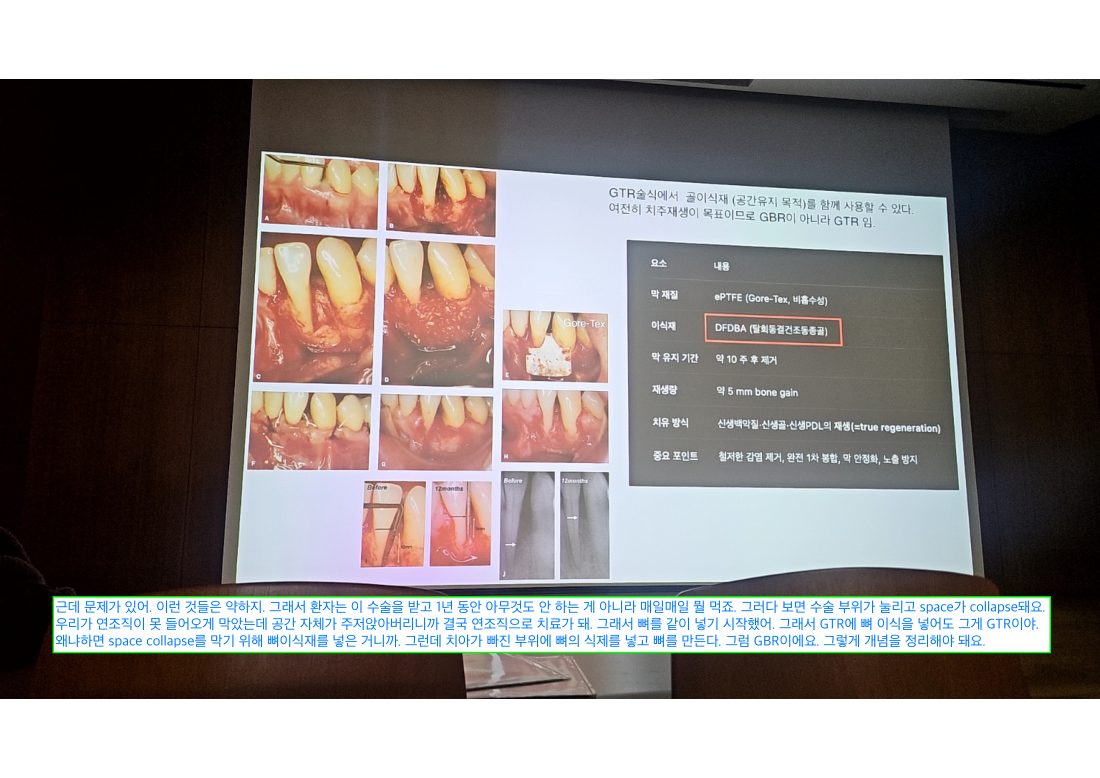 GTR술식에서 골이식재 (공간유지 목적)를 함께 사용할 수 있다.
여전히 치주재생이 목표이므로 GBR이 아니라 GTR 임.
요소 내용
막 재질 ePTFE (Gore-Tex, 비흡수성)
이식재 DFDBA (탈회동결건조동종골)
막 유지 기간 약 10 주 후 제거
재생량 약 5 mm bone gain
치유 방식 신생백악질·신생골·신생PDL의 재생(=true regeneration)
중요 포인트 철저한 감염 제거, 완전 1차 봉합, 막 안정화, 노출 방지
A
B
C
D
Gore-Tex
E
F
G
H
Before
12months
I
Before
12months
J
근데 문제가 있어. 이런 것들은 약하지. 그래서 환자는 이 수술을 받고 1년 동안 아무것도 안 하는 게 아니라 매일매일 뭘 먹죠. 그러다 보면 수술 부위가 눌리고 space가 collapse돼요.
우리가 연조직이 못 들어오게 막았는데 공간 자체가 주저앉아버리니까 결국 연조직으로 치료가 돼. 그래서 뼈를 같이 넣기 시작했어. 그래서 GTR에 뼈 이식을 넣어도 그게 GTR이야.
왜냐하면 space collapse를 막기 위해 뼈이식재를 넣은 거니까. 그런데 치아가 빠진 부위에 뼈의 식제를 넣고 뼈를 만든다. 그럼 GBR이에요. 그렇게 개념을 정리해야 돼요.